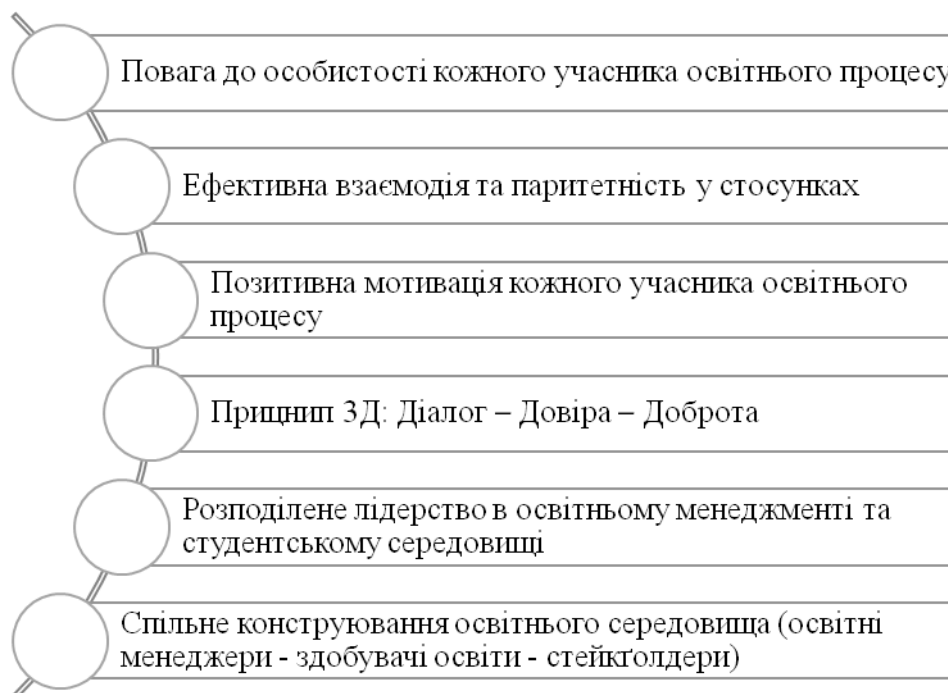 Повага до особистості кожного учасника освітнього процесу
Ефективна взаємодія та паритетність у стосунках
Позитивна мотивація кожного учасника освітнього
процесу
Прицнип 3Д: Діалог – Довіра – Доброта
Розподілене лідерство в освітньому менеджменті та
студентському середовищі
Спільне конструювання освітнього середовища (освітні
менеджери - здобувачі освіти - стейкґолдери)